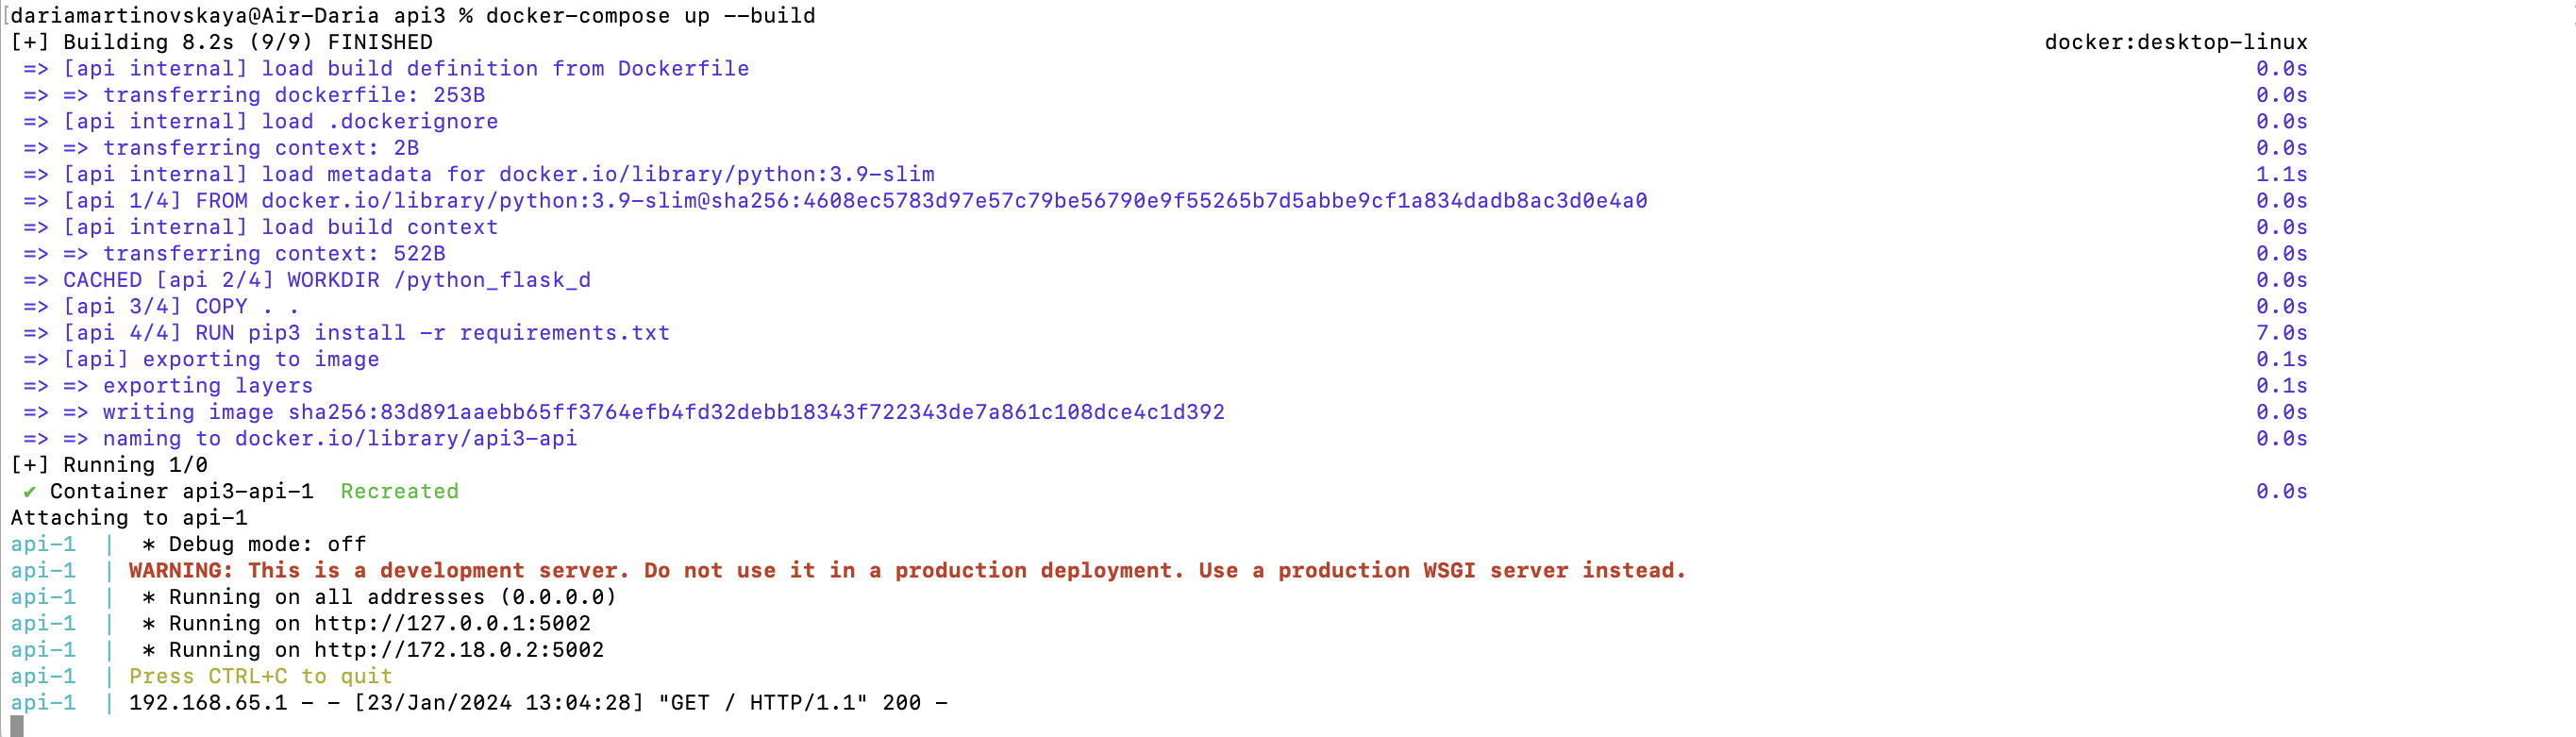 [dariamartinovskaya@Air-Daria api3 % docker-compose up --build
[+] Building 8.2s (9/9) FINISHED docker:desktop-linux
=> [api internal] load build definition from Dockerfile 0.0s
=> => transferring dockerfile: 253B 0.0s
=> [api internal] load .dockerignore 0.0s
=> => transferring context: 2B 0.0s
=> [api internal] load metadata for docker.io/library/python:3.9-slim 1.1s
=> [api 1/4] FROM docker.io/library/python:3.9-slim@sha256:4608ec5783d97e57c79be56790e9f55265b7d5abbe9cf1a834dadb8ac3d0e4a0 0.0s
=> [api internal] load build context 0.0s
=> => transferring context: 522B 0.0s
=> CACHED [api 2/4] WORKDIR /python_flask_d 0.0s
=> [api 3/4] COPY . . 0.0s
=> [api 4/4] RUN pip3 install -r requirements.txt 7.0s
=> [api] exporting to image 0.1s
=> => exporting layers 0.1s
=> => writing image sha256:83d891aaebb65ff3764efb4fd32debb18343f722343de7a861c108dce4c1d392 0.0s
=> => naming to docker.io/library/api3-api 0.0s
[+] Running 1/0
✔ Container api3-api-1 Recreated 0.0s
Attaching to api-1
api-1 | * Debug mode: off
api-1 | WARNING: This is a development server. Do not use it in a production deployment. Use a production WSGI server instead.
api-1 | * Running on all addresses (0.0.0.0)
api-1 | * Running on http://127.0.0.1:5002
api-1 | * Running on http://172.18.0.2:5002
api-1 | Press CTRL+C to quit
api-1 | 192.168.65.1 - - [23/Jan/2024 13:04:28] "GET / HTTP/1.1" 200 -